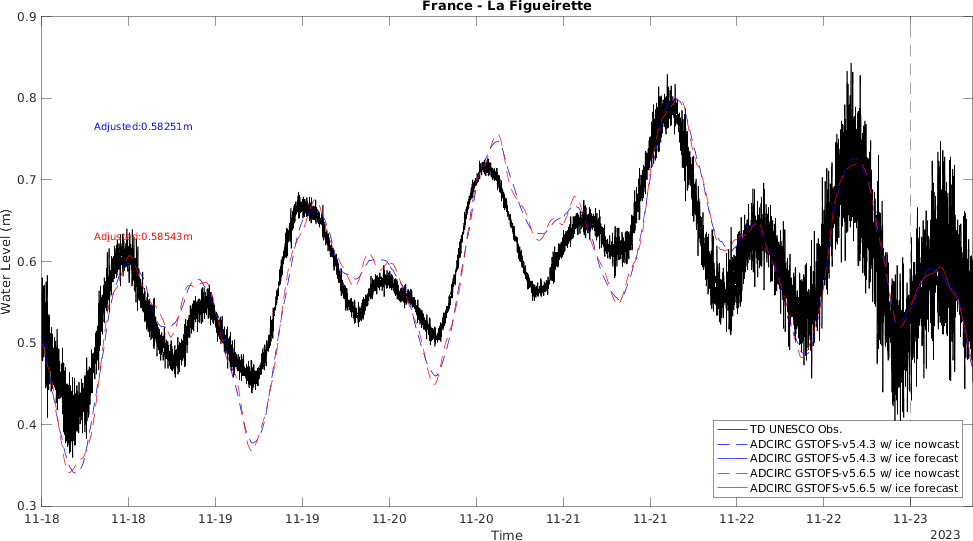 France - La Figueirette
0.9
0.8
0.7
0.6
0.5
0.4
0.3
Water Level (m)
Adjusted:0.58251m
Adjusted:0.58543m
TD UNESCO Obs.
ADCIRC GSTOFS-v5.4.3 w/ ice nowcast
ADCIRC GSTOFS-v5.4.3 w/ ice forecast
ADCIRC GSTOFS-v5.6.5 w/ ice nowcast
ADCIRC GSTOFS-v5.6.5 w/ ice forecast
11-18 11-18 11-19 11-19 11-20 11-20 11-21 11-21 11-22 11-22 11-23
Time
2023